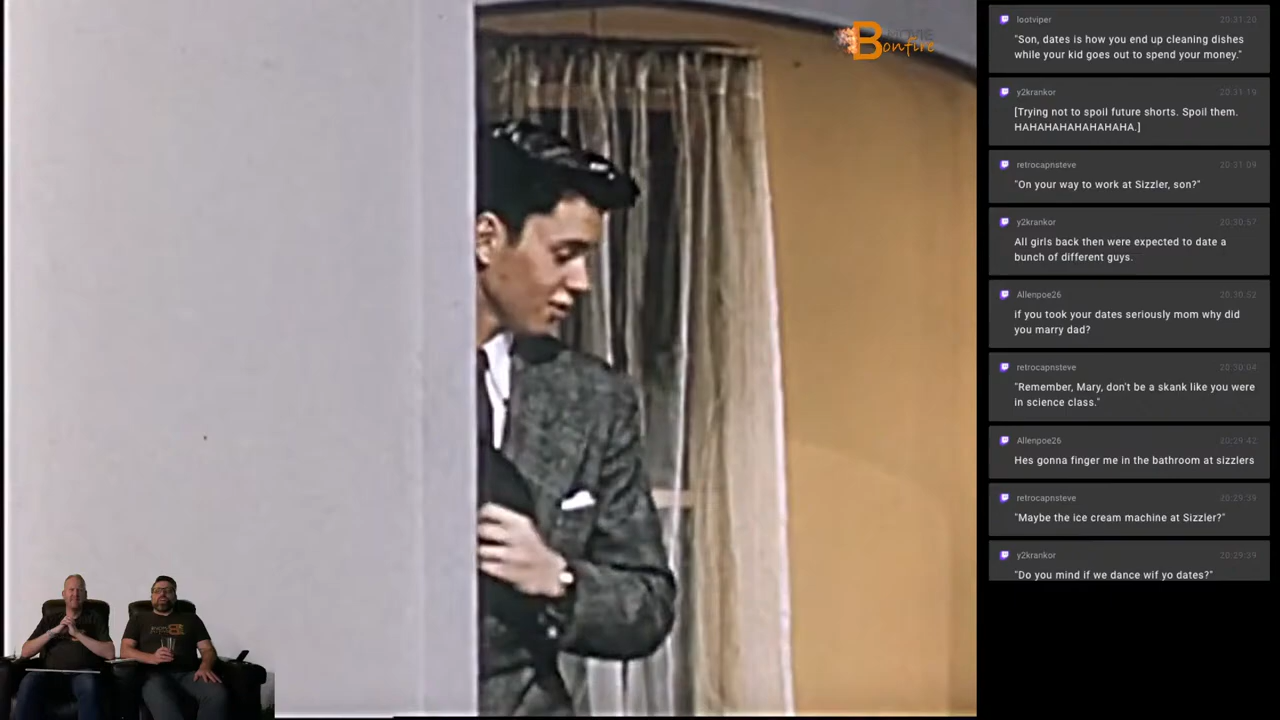 MOVIE
Bonfire
lootviper 20:31:20
"Son, dates is how you end up cleaning dishes
while your kid goes out to spend your money."
y2krankor 20:31:19
[Trying not to spoil future shorts. Spoil them.
HAHAHAHAHAHAHAHA.]
retrocapnsteve 20:31:09
"On your way to work at Sizzler, son?"
y2krankor 20:30:57
All girls back then were expected to date a
bunch of different guys.
Allenpoe26 20:30:52
if you took your dates seriously mom why did
you marry dad?
retrocapnsteve 20:30:04
"Remember, Mary, don't be a skank like you were
in science class."
Allenpoe26 20:29:42
Hes gonna finger me in the bathroom at sizzlers
retrocapnsteve 20:29:39
"Maybe the ice cream machine at Sizzler?"
y2krankor 20:29:39
"Do you mind if we dance wif yo dates?"